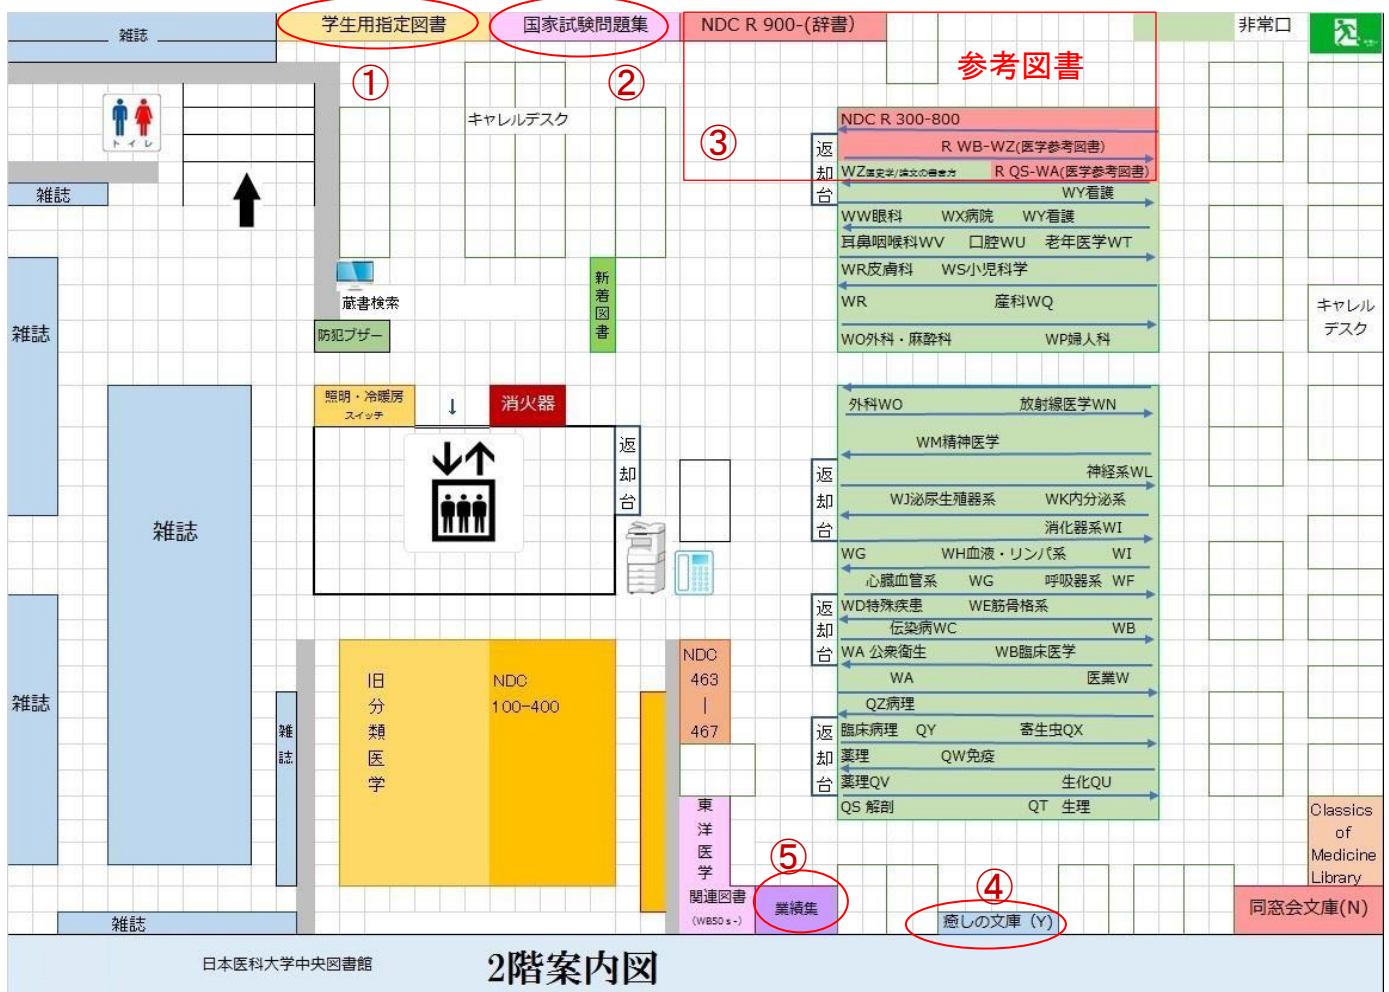 雑誌
学生用指定図書
国家試験問題集
NDC R 900-(辞書)
非常口
参考図書
①
②
③
トイレ
キャレルデスク
NDC R 300-800
返却台
R WB-WZ(医学参考図書)
WZ医史学/論文の書き方
R QS-WA(医学参考図書)
雑誌
WY看護
WW眼科
WX病院
WY看護
耳鼻咽喉科WV
口腔WU
老年医学WT
WR皮膚科
WS小児科学
蔵書検索
新着図書
WR
産科WQ
キャレルデスク
雑誌
防犯ブザー
WO外科・麻酔科
WP婦人科
照明・冷暖房
スイッチ
↓
消火器
外科WO
放射線医学WN
返却台
WM精神医学
返却台
神経系WL
雑誌
WJ泌尿生殖器系
WK内分泌系
消化器系WI
WG
WH血液・リンパ系
WI
心臓血管系
WG
呼吸器系 WF
返却台
WD特殊疾患
WE筋骨格系
伝染病WC
WB
WA 公衆衛生
WB臨床医学
NDC
463
|
467
旧分類医学
NDC
100-400
WA
医業W
雑誌
QZ病理
雑誌
返却台
臨床病理
QY
寄生虫QX
薬理
QW免疫
薬理QV
生化QU
QS 解剖
QT 生理
東洋医学
関連図書
(WB50 s -)
Classics
of
Medicine
Library
⑤
④
業績集
癒しの文庫 (Y)
同窓会文庫(N)
雑誌
日本医科大学中央図書館
2階案内図